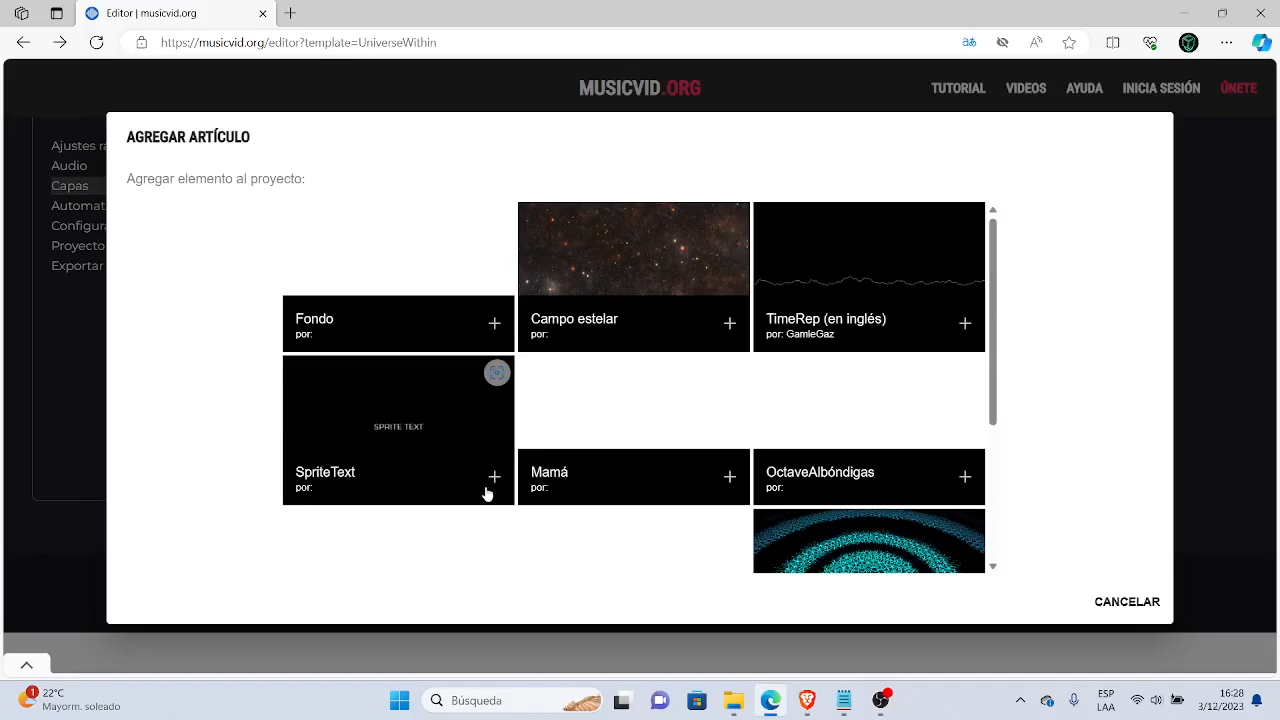 Editor | musicvid.org
https://musicvid.org/editor?template=UniverseWithin
MUSICVID.ORG
TUTORIAL
VIDEOS
AYUDA
INICIA SESIÓN
ÚNETE
AGREGAR ARTÍCULO
Agregar elemento al proyecto:
Ajustes rá
Audio
Capas
Automat
Configura
Proyecto
Exportar
Fondo
por:
Campo estelar
por:
TimeRep (en inglés)
por: GamleGaz
SPRITE TEXT
SpriteText
por:
Mamá
por:
OctaveAlbóndigas
por:
CANCELAR
1
22°C
Mayorm. soleado
Búsqueda
ESP
LAA
16:28
3/12/2023